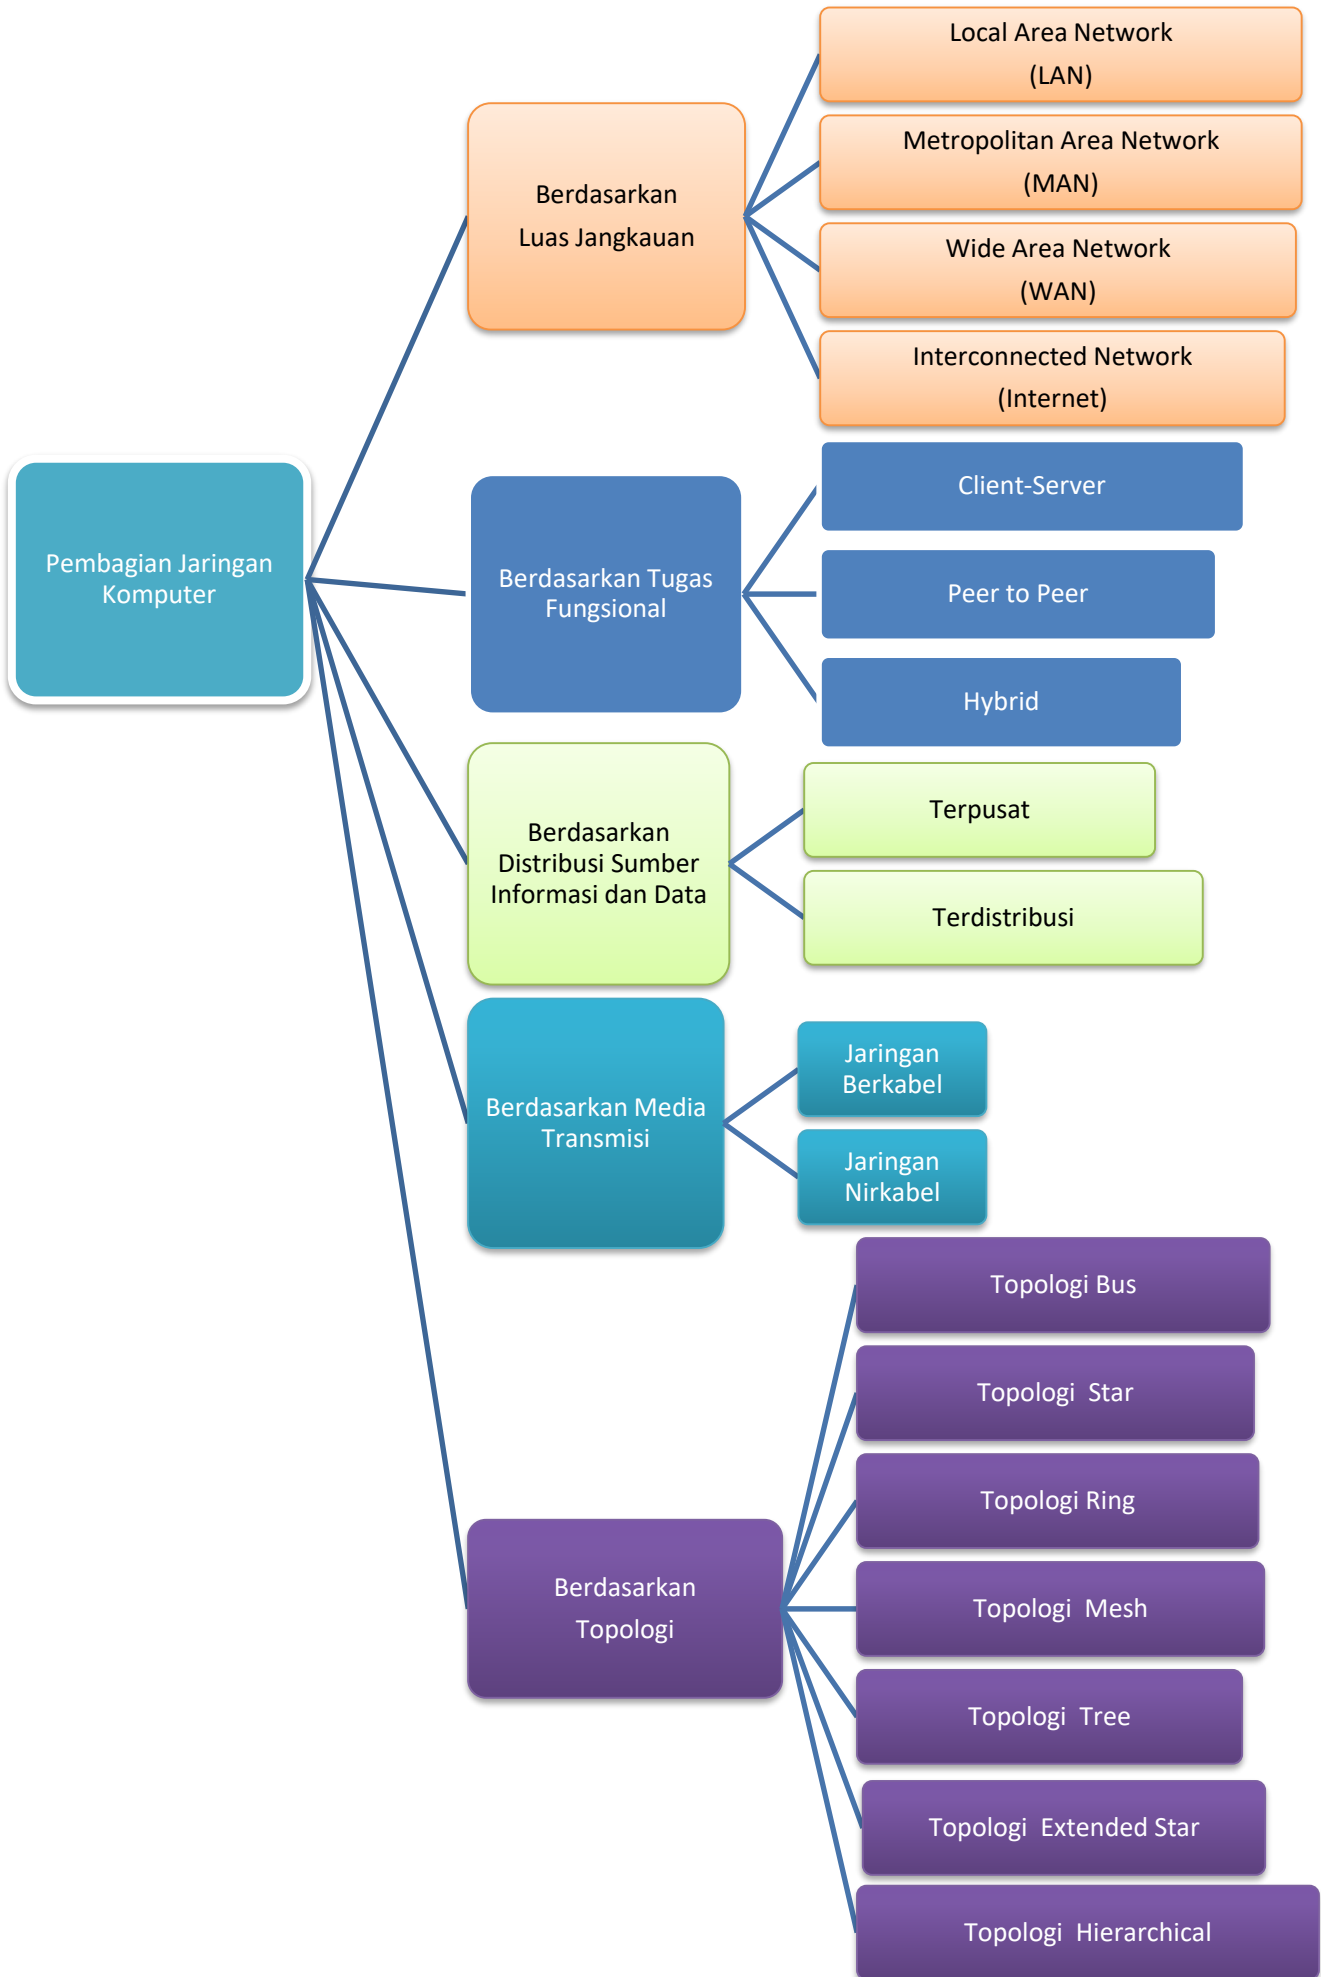 Pembagian Jaringan
Komputer
Berdasarkan
Luas Jangkauan
Local Area Network
(LAN)
Metropolitan Area Network
(MAN)
Wide Area Network
(WAN)
Interconnected Network
(Internet)
Berdasarkan Tugas
Fungsional
Client-Server
Peer to Peer
Hybrid
Berdasarkan
Distribusi Sumber
Informasi dan Data
Terpusat
Terdistribusi
Berdasarkan Media
Transmisi
Jaringan
Berkabel
Jaringan
Nirkabel
Berdasarkan
Topologi
Topologi Bus
Topologi  Star
Topologi Ring
Topologi  Mesh
Topologi  Tree
Topologi  Extended Star
Topologi  Hierarchical